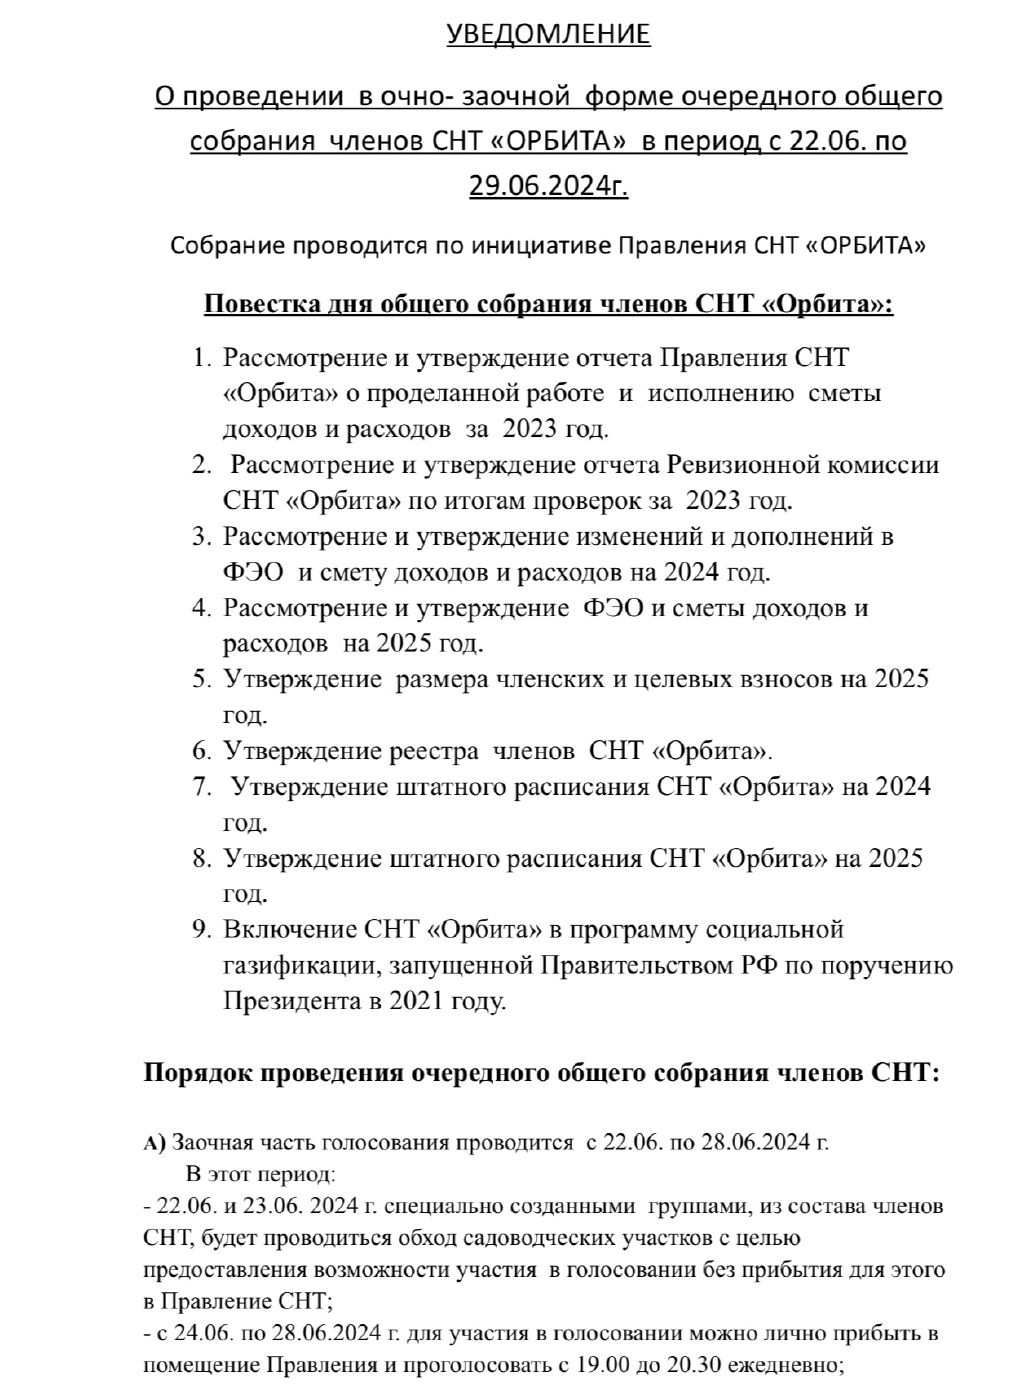 УВЕДОМЛЕНИЕ
О проведении в очно- заочной форме очередного общего
собрания членов СНТ «ОРБИТА» в период с 22.06. по
29.06.2024г.
Собрание проводится по инициативе Правления СНТ «ОРБИТА»
Повестка дня общего собрания членов СНТ «Орбита»:
1. Рассмотрение и утверждение отчета Правления СНТ
«Орбита» о проделанной работе и исполнению сметы
доходов и расходов за 2023 год.
2. Рассмотрение и утверждение отчета Ревизионной комиссии
СНТ «Орбита» по итогам проверок за 2023 год.
3. Рассмотрение и утверждение изменений и дополнений в
ФЭО и смету доходов и расходов на 2024 год.
4. Рассмотрение и утверждение ФЭО и сметы доходов и
расходов на 2025 год.
5. Утверждение размера членских и целевых взносов на 2025
год.
6. Утверждение реестра членов СНТ «Орбита».
7. Утверждение штатного расписания СНТ «Орбита» на 2024
год.
8. Утверждение штатного расписания СНТ «Орбита» на 2025
год.
9. Включение СНТ «Орбита» в программу социальной
газификации, запущенной Правительством РФ по поручению
Президента в 2021 году.
Порядок проведения очередного общего собрания членов СНТ:
А) Заочная часть голосования проводится с 22.06. по 28.06.2024 г.
В этот период:
- 22.06. и 23.06. 2024 г. специально созданными группами, из состава членов
СНТ, будет проводиться обход садоводческих участков с целью
предоставления возможности участия в голосовании без прибытия для этого
в Правление СНТ;
- с 24.06. по 28.06.2024 г. для участия в голосовании можно лично прибыть в
помещение Правления и проголосовать с 19.00 до 20.30 ежедневно;